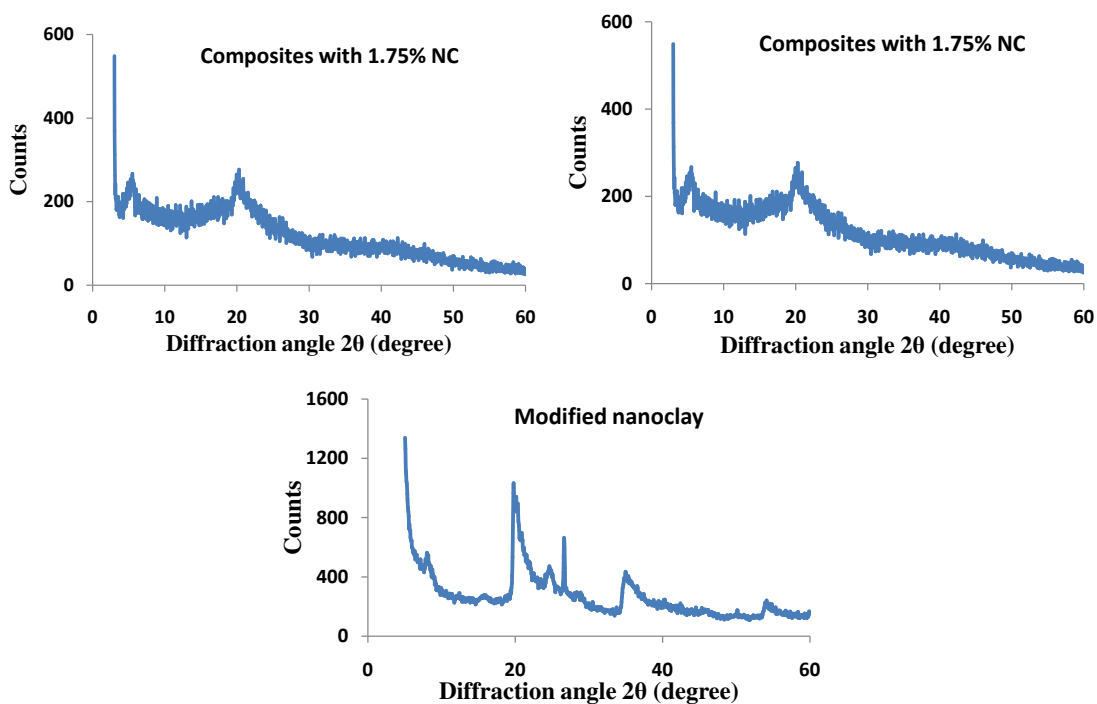 Composites with 1.75% NC
600
400
200
0
Counts
0 10 20 30 40 50 60
Diffraction angle 2θ (degree)
Composites with 1.75% NC
600
400
200
0
Counts
0 10 20 30 40 50 60
Diffraction angle 2θ (degree)
Modified nanoclay
1600
1200
800
400
0
Counts
0 20 40 60
Diffraction angle 2θ (degree)